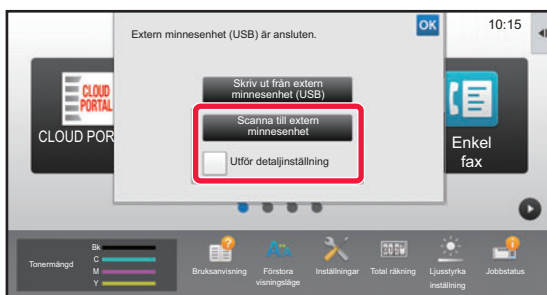 Extern minnesenhet (USB) är ansluten.
OK
10:15
Skriv ut från extern
minnesenhet (USB)
Scanna till extern
minnesenhet
Utför detaljinställning
CLOUD
PORTAL
CLOUD POR
Enkel
fax
Tonermängd
Bk
C
M
Y
Bruksanvisning
Förstora
visningsläge
Inställningar
Total räkning
Ljusstyrka
inställning
Jobbstatus